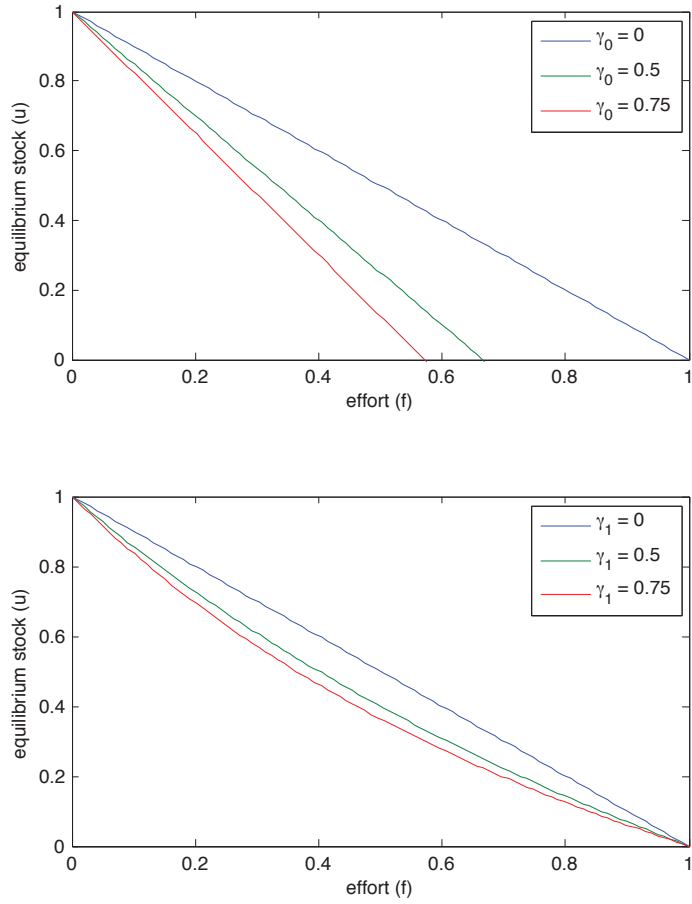 1
0.8
0.6
0.4
0.2
0
equilibrium stock (u)
γ0 = 0
γ0 = 0.5
γ0 = 0.75
0 0.2 0.4 0.6 0.8 1
effort (f)
1
0.8
0.6
0.4
0.2
0
equilibrium stock (u)
γ1 = 0
γ1 = 0.5
γ1 = 0.75
0 0.2 0.4 0.6 0.8 1
effort (f)